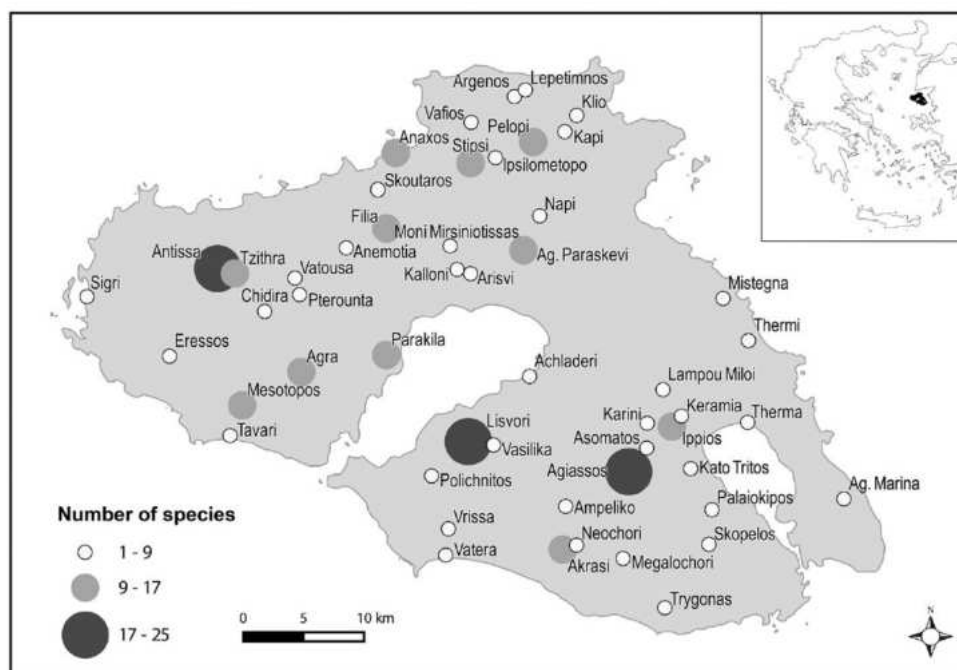 Argenos
Lepetimnos
Klio
Vafios
Pelopi
Kapi
Anaxos
Stipsi
Ipsilometopo
Skoutaros
Napi
Filia
Moni Mirsiniotissas
Antissa
Tzithra
Anemotia
Ag. Paraskevi
Sigri
Vatousa
Kalloni
Arisvi
Chidira
Pterounta
Mistegna
Thermi
Eressos
Agra
Parakila
Achladeri
Mesotopos
Lampou Miloi
Tavari
Lisvori
Karini
Keramia
Therma
Vasilika
Asomatos
Ippios
Agiassos
Kato Tritos
Polichnitos
Ag. Marina
Ampeliko
Palaiokipos
Vrissa
Neochori
Skopelos
Vatera
Akrasi
Megalochori
Trygonas
Number of species
1 - 9
9 - 17
17 - 25
0 5 10 km
N